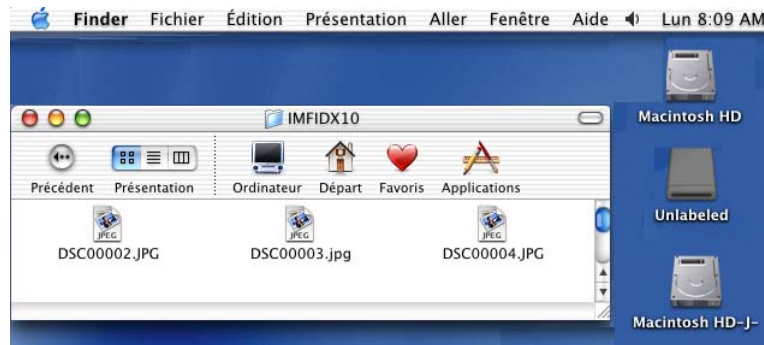 Finder Fichier Édition Présentation Aller Fenêtre Aide Lun 8:09 AM
IMFIDX10
Précédent Présentation Ordinateur Départ Favoris Applications
JPEG JPEG JPEG
DSC00002.JPG DSC00003.jpg DSC00004.JPG
Macintosh HD
Unlabeled
Macintosh HD-J-